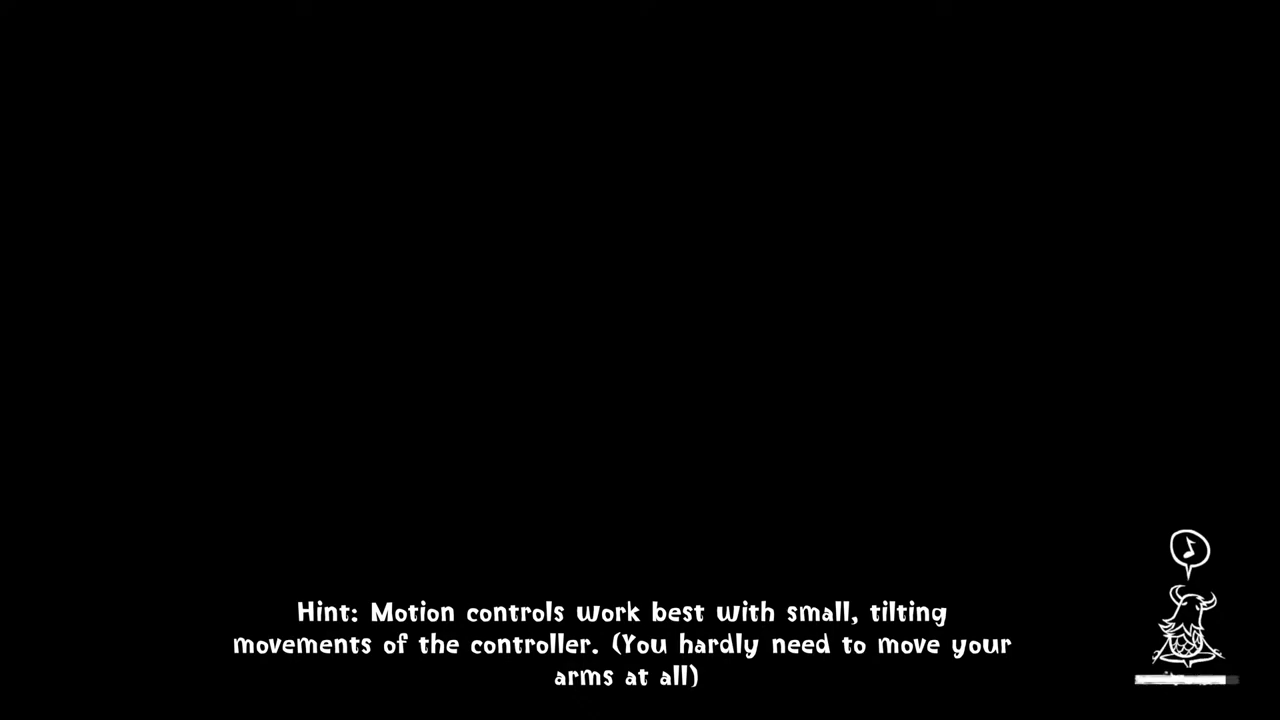 Hint: Motion controls work best with small, tilting
movements of the controller. (You hardly need to move your
arms at all)